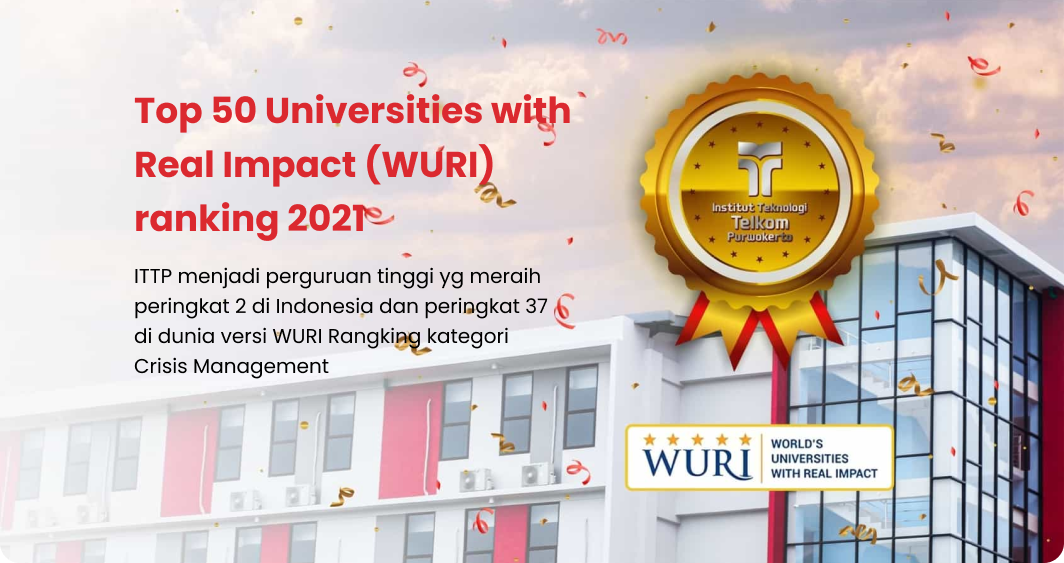 Top 50 Universities with
Real Impact (WURI)
ranking 2021
ITTP menjadi perguruan tinggi yg meraih
peringkat 2 di Indonesia dan peringkat 37
di dunia versi WURI Rangking kategori
Crisis Management
Institut Teknologi
Telkom
Purwokerto
WURI
WORLD'S
UNIVERSITIES
WITH REAL IMPACT